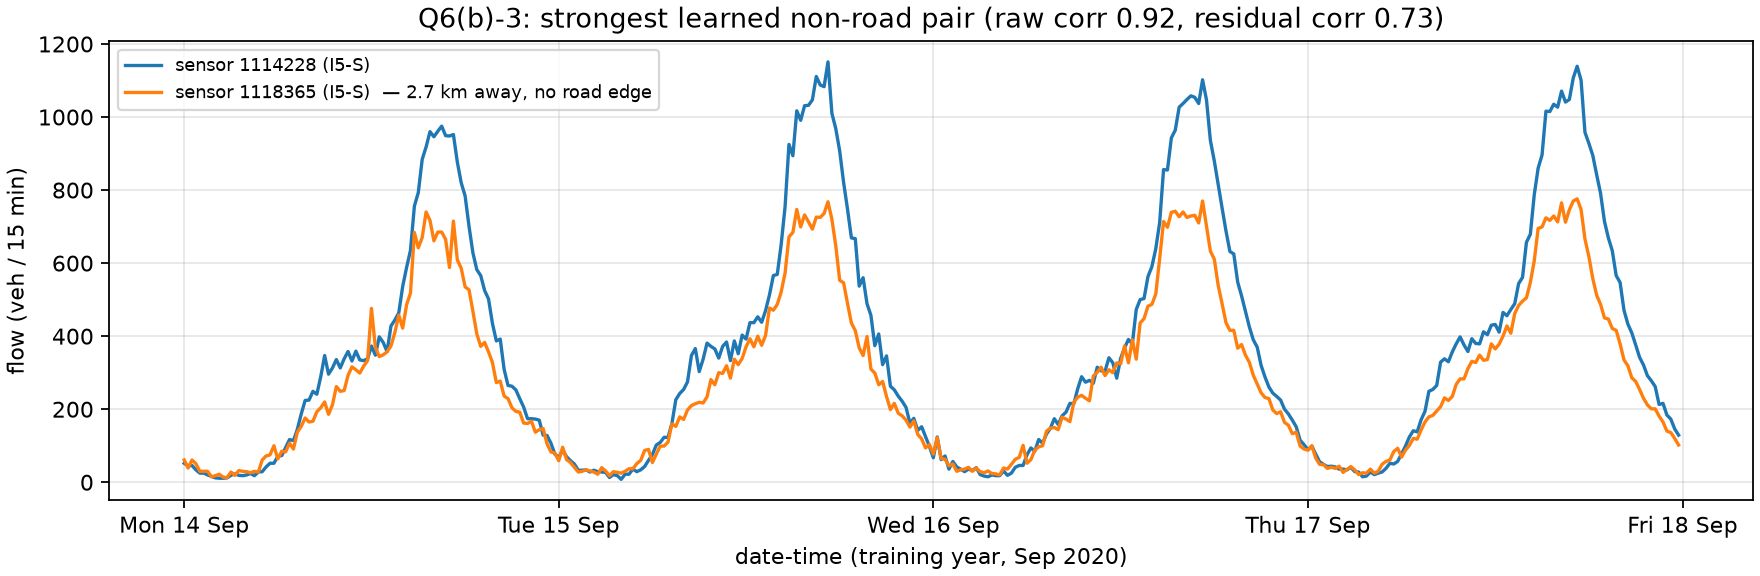 Q6(b)-3: strongest learned non-road pair (raw corr 0.92, residual corr 0.73)
sensor 1114228 (I5-S)
sensor 1118365 (I5-S) — 2.7 km away, no road edge
flow (veh / 15 min)
1200
1000
800
600
400
200
0
Mon 14 Sep
Tue 15 Sep
Wed 16 Sep
Thu 17 Sep
Fri 18 Sep
date-time (training year, Sep 2020)